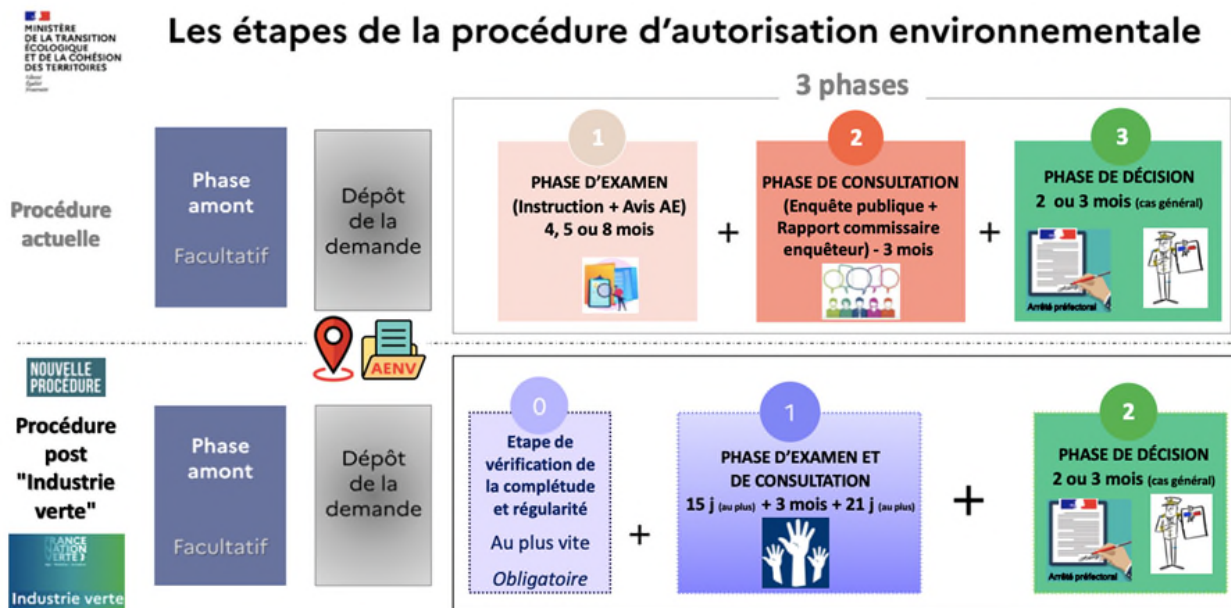 MINISTÈRE
DE LA TRANSITION
ÉCOLOGIQUE
ET DE LA COHÉSION
DES TERRITOIRES
Liberté
Égalité
Fraternité
Les étapes de la procédure d'autorisation environnementale
3 phases
Procédure
actuelle
Phase
amont
Facultatif
Dépôt
de la
demande
1
PHASE D'EXAMEN
(Instruction + Avis AE)
4, 5 ou 8 mois
+
2
PHASE DE CONSULTATION
(Enquête publique +
Rapport commissaire
enquêteur) - 3 mois
+
3
PHASE DE DÉCISION
2 ou 3 mois (cas général)
Arrêté préfectoral
AENV
NOUVELLE
PROCÉDURE
Procédure
post
"Industrie
verte"
FRANCE
NATION
VERTE
Industrie verte
Phase
amont
Facultatif
Dépôt
de la
demande
0
Etape de
vérification de
la complétude
et régularité
Au plus vite
Obligatoire
+
1
PHASE D'EXAMEN ET
DE CONSULTATION
15 j (au plus) + 3 mois + 21 j (au plus)
+
2
PHASE DE DÉCISION
2 ou 3 mois (cas général)
Arrêté préfectoral